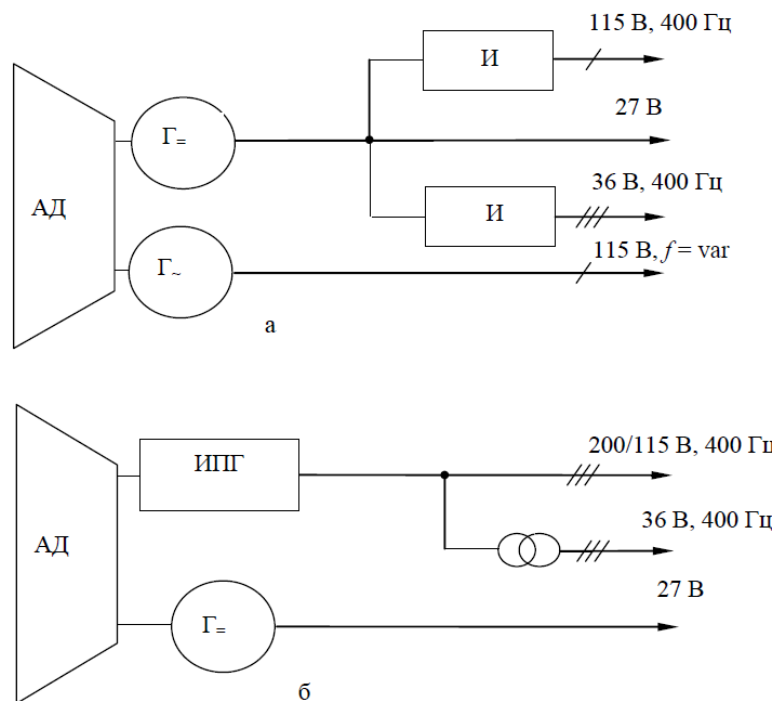 115 В, 400 Гц
И
27 В
Г=
36 В, 400 Гц
АД
И
115 В, f = var
Г~
а
200/115 В, 400 Гц
ИПГ
36 В, 400 Гц
АД
27 В
Г=
б